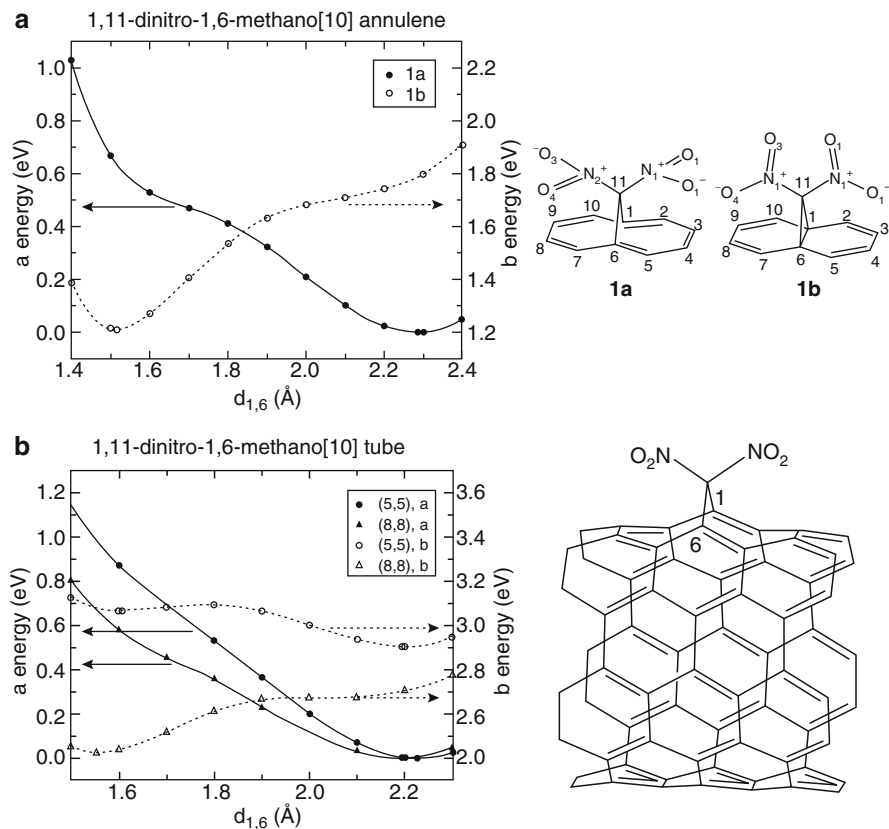 a
1,11-dinitro-1,6-methano[10] annulene
a energy (eV)
1.0
0.8
0.6
0.4
0.2
0.0
1a
1b
2.2
2.1
1.8
1.6
1.4
1.2
b energy (eV)
1.4 1.6 1.8 2.0 2.2 2.4
d1,6 (Å)
⁻O3 N2⁺ O4 11 N1⁺ O1 O1⁻
10 1 2 9 3 8 4 7 6 5
1a
O3 O1
N1⁺ 11 N1⁺ O4⁻ O1⁻
10 1 2 9 3 8 4 7 6 5
1b
b
1,11-dinitro-1,6-methano[10] tube
a energy (eV)
1.2
1.0
0.8
0.6
0.4
0.2
0.0
(5,5), a
(8,8), a
(5,5), b
(8,8), b
3.6
3.4
3.2
3.0
2.8
2.6
2.0
b energy (eV)
1.6 1.8 2.0 2.2
d1,6 (Å)
O2N NO2
1
6